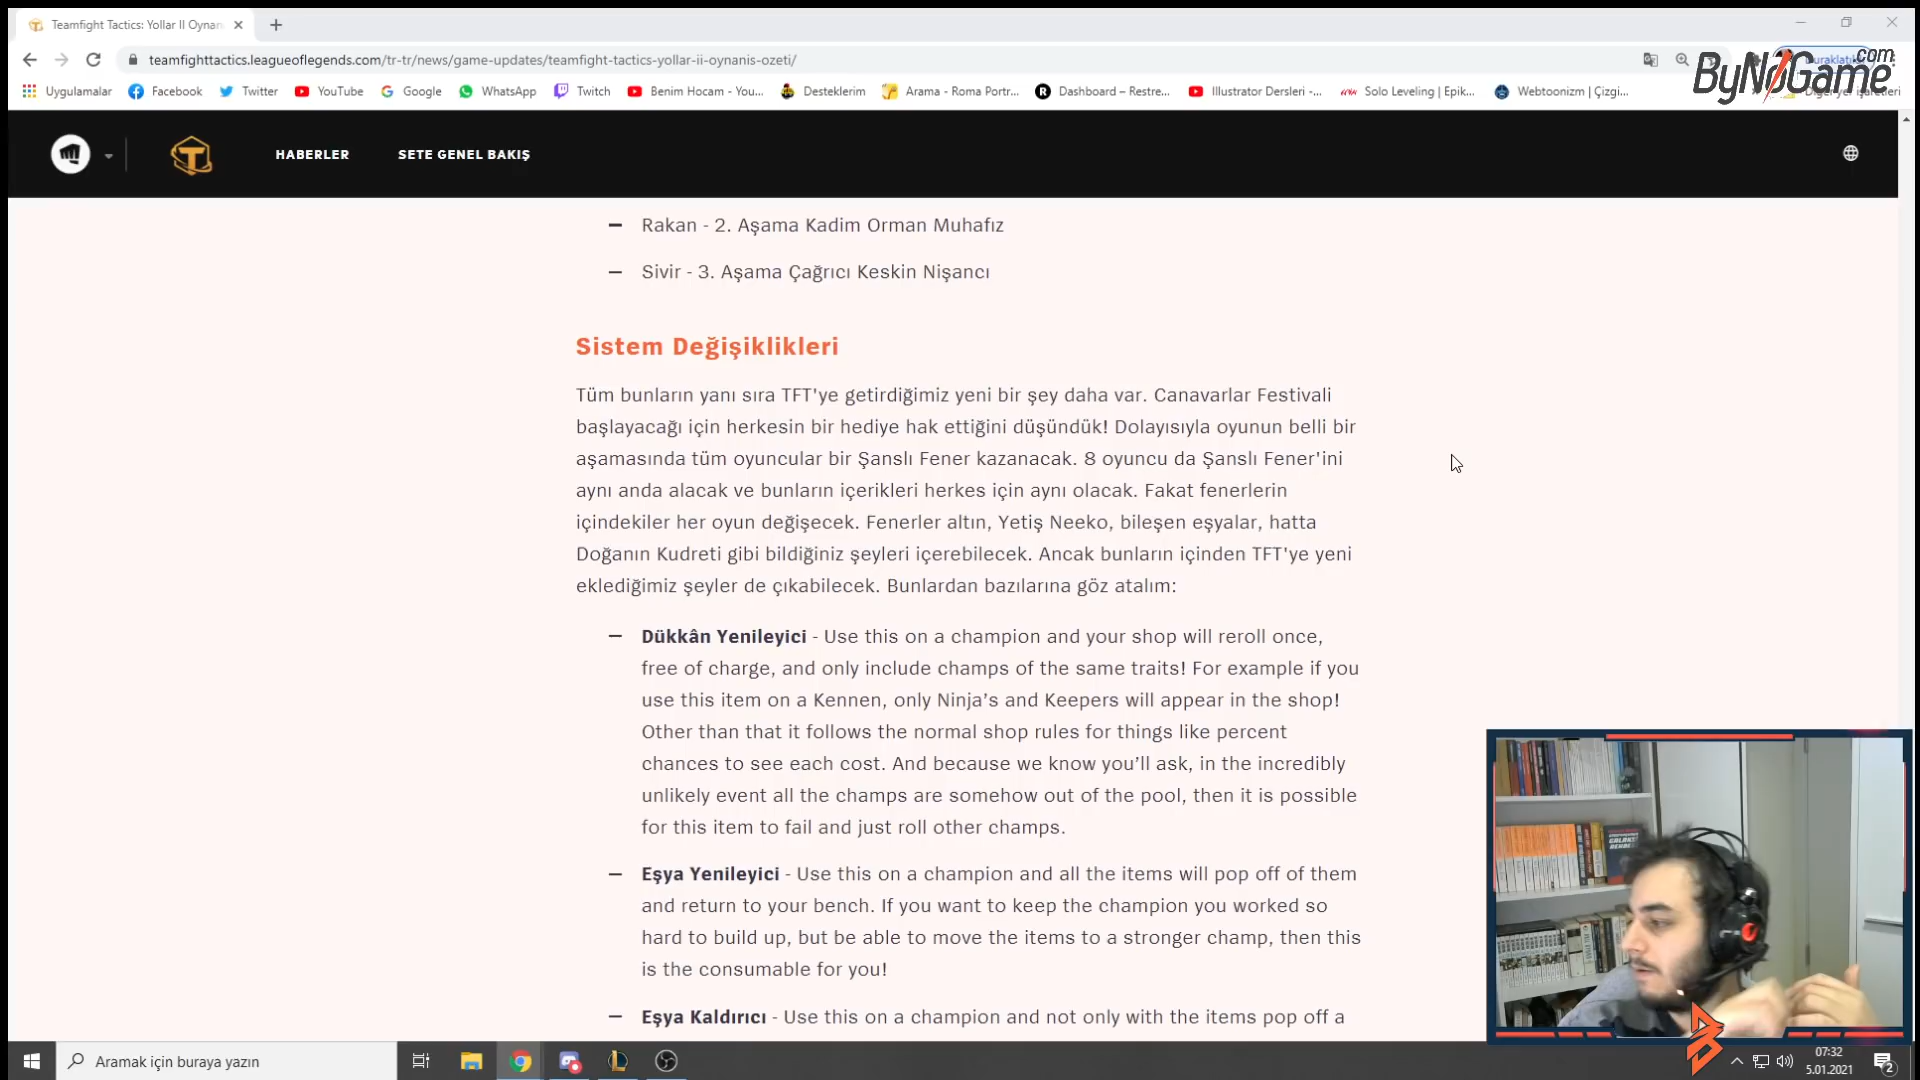 Teamfight Tactics: Yollar II Oynan
teamfighttactics.leagueoflegends.com/tr-tr/news/game-updates/teamfight-tactics-yollar-ii-oynanis-ozeti/
ByNoGame.com
Uygulamalar Facebook Twitter YouTube Google WhatsApp Twitch Benim Hocam - You... Desteklerim Arama - Roma Portr... Dashboard – Restre... Illustrator Dersleri -... Solo Leveling | Epik... Webtoonizm | Çizgi... Diğer yer işaretleri
HABERLER SETE GENEL BAKIŞ
– Rakan - 2. Aşama Kadim Orman Muhafız
– Sivir - 3. Aşama Çağrıcı Keskin Nişancı
Sistem Değişiklikleri
Tüm bunların yanı sıra TFT'ye getirdiğimiz yeni bir şey daha var. Canavarlar Festivali
başlayacağı için herkesin bir hediye hak ettiğini düşündük! Dolayısıyla oyunun belli bir
aşamasında tüm oyuncular bir Şanslı Fener kazanacak. 8 oyuncu da Şanslı Fener'ini
aynı anda alacak ve bunların içerikleri herkes için aynı olacak. Fakat fenerlerin
içindekiler her oyun değişecek. Fenerler altın, Yetiş Neeko, bileşen eşyalar, hatta
Doğanın Kudreti gibi bildiğiniz şeyleri içerebilecek. Ancak bunların içinden TFT'ye yeni
eklediğimiz şeyler de çıkabilecek. Bunlardan bazılarına göz atalım:
– Dükkân Yenileyici - Use this on a champion and your shop will reroll once,
free of charge, and only include champs of the same traits! For example if you
use this item on a Kennen, only Ninja’s and Keepers will appear in the shop!
Other than that it follows the normal shop rules for things like percent
chances to see each cost. And because we know you’ll ask, in the incredibly
unlikely event all the champs are somehow out of the pool, then it is possible
for this item to fail and just roll other champs.
– Eşya Yenileyici - Use this on a champion and all the items will pop off of them
and return to your bench. If you want to keep the champion you worked so
hard to build up, but be able to move the items to a stronger champ, then this
is the consumable for you!
– Eşya Kaldırıcı - Use this on a champion and not only with the items pop off a
Aramak için buraya yazın
07:32
5.01.2021
2